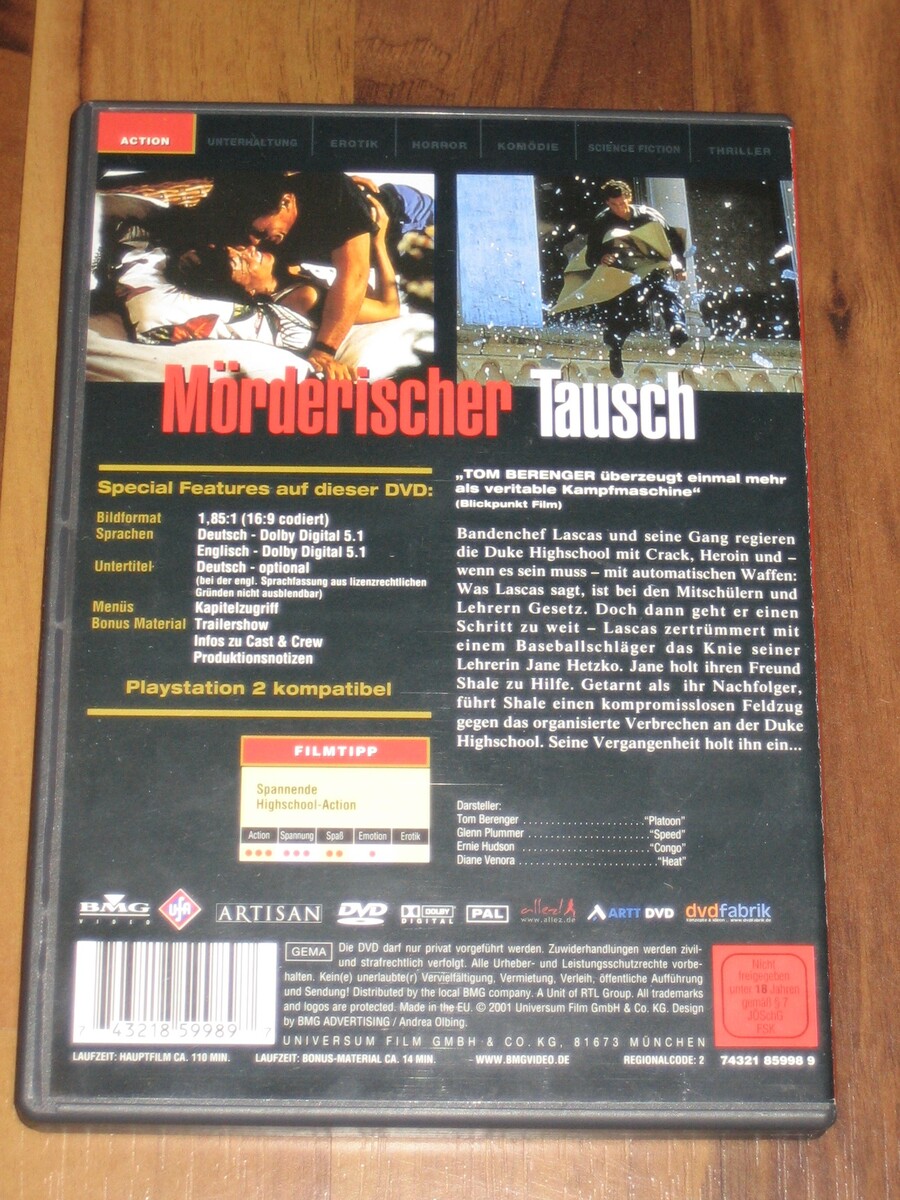 ACTION
UNTERHALTUNG
EROTIK
HORROR
KOMÖDIE
SCIENCE FICTION
THRILLER
Mörderischer Tausch
Special Features auf dieser DVD:
Bildformat 1,85:1 (16:9 codiert)
Sprachen Deutsch - Dolby Digital 5.1
Englisch - Dolby Digital 5.1
Untertitel Deutsch - optional
(bei der engl. Sprachfassung aus lizenzrechtlichen
Gründen nicht ausblendbar)
Menüs Kapitelzugriff
Bonus Material Trailershow
Infos zu Cast & Crew
Produktionsnotizen
Playstation 2 kompatibel
FILMTIPP
Spannende
Highschool-Action
Action Spannung Spaß Emotion Erotik
„TOM BERENGER überzeugt einmal mehr
als veritable Kampfmaschine“
(Blickpunkt Film)
Bandenchef Lascas und seine Gang regieren
die Duke Highschool mit Crack, Heroin und –
wenn es sein muss – mit automatischen Waffen:
Was Lascas sagt, ist bei den Mitschülern und
Lehrern Gesetz. Doch dann geht er einen
Schritt zu weit – Lascas zertrümmert mit
einem Baseballschläger das Knie seiner
Lehrerin Jane Hetzko. Jane holt ihren Freund
Shale zu Hilfe. Getarnt als ihr Nachfolger,
führt Shale einen kompromisslosen Feldzug
gegen das organisierte Verbrechen an der Duke
Highschool. Seine Vergangenheit holt ihn ein...
Darsteller:
Tom Berenger ........................“Platoon”
Glenn Plummer ........................“Speed”
Ernie Hudson ........................“Congo”
Diane Venora ........................“Heat”
BMG VIDEO
UfA
ARTISAN
DVD VIDEO
DOLBY DIGITAL
PAL
allez! www.allez.de
ARTT DVD
dvdfabrik
GEMA Die DVD darf nur privat vorgeführt werden. Zuwiderhandlungen werden zivil-
und strafrechtlich verfolgt. Alle Urheber- und Leistungsschutzrechte vorbe-
halten. Kein(e) unerlaubte(r) Vervielfältigung, Vermietung, Verleih, öffentliche Aufführung
und Sendung! Distributed by the local BMG company. A Unit of RTL Group. All trademarks
and logos are protected. Made in the EU. © 2001 Universum Film GmbH & Co. KG. Design
by BMG ADVERTISING / Andrea Olbing.
UNIVERSUM FILM GMBH & CO. KG, 81673 MÜNCHEN
Nicht
freigegeben
unter 18 Jahren
gemäß § 7
JÖSchG
FSK
7 43218 59989 7
LAUFZEIT: HAUPTFILM CA. 110 MIN. LAUFZEIT: BONUS-MATERIAL CA. 14 MIN. WWW.BMGVIDEO.DE REGIONALCODE: 2 74321 85998 9